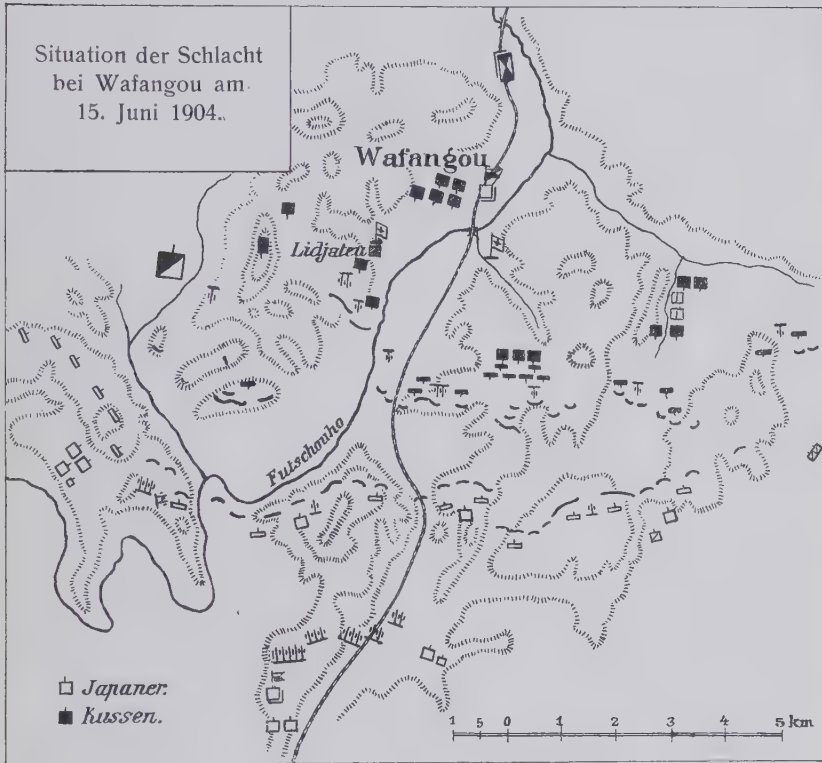 Situation der Schlacht
bei Wafangou am
15. Juni 1904.
Wafangou
Lidjaten
Futschouho
Japaner.
Russen.
1 5 0 1 2 3 4 5 km